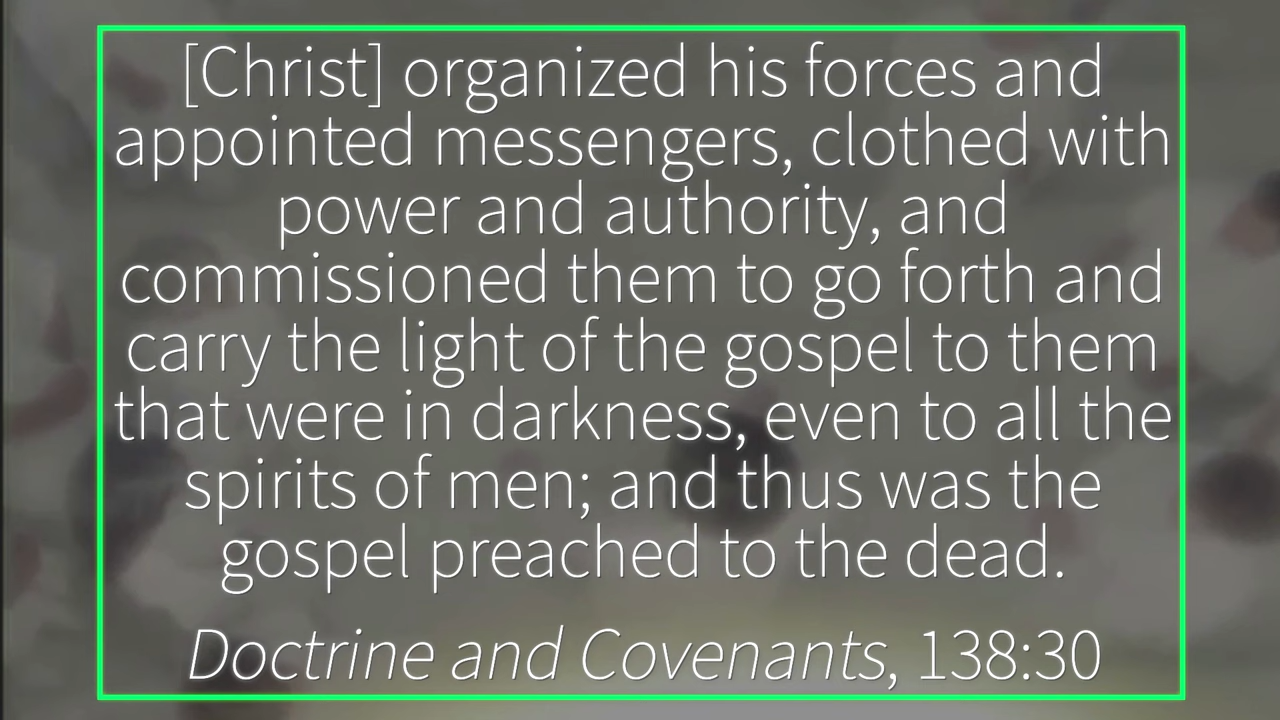 [Christ] organized his forces and
appointed messengers, clothed with
power and authority, and
commissioned them to go forth and
carry the light of the gospel to them
that were in darkness, even to all the
spirits of men; and thus was the
gospel preached to the dead.
Doctrine and Covenants, 138:30